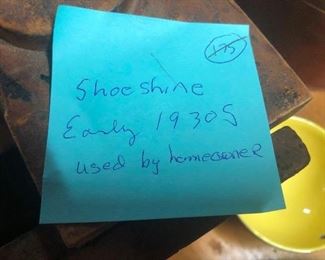 175
Shoeshine
Early 1930s
used by homeowner